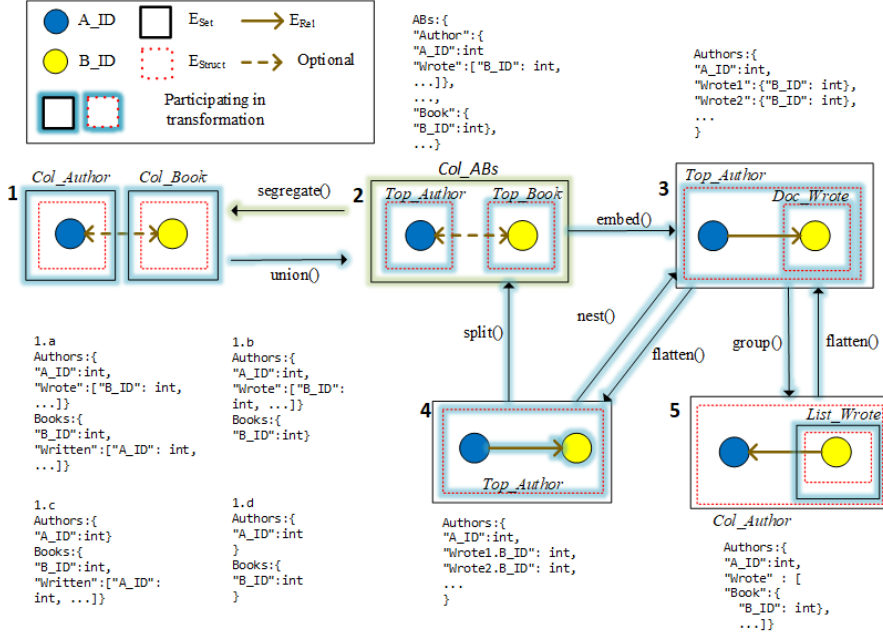 A_ID
E_Set
E_Rel
B_ID
E_Struct
Optional
Participating in
transformation
ABs:{
"Author":{
"A_ID":int
"Wrote":["B_ID": int,
...]},
...,
"Book":{
"B_ID":int},
...}
Authors:{
"A_ID":int,
"Wrote1":{"B_ID": int},
"Wrote2":{"B_ID": int},
...
}
1
Col_Author
Col_Book
segregate()
union()
2
Col_ABs
Top_Author
Top_Book
embed()
3
Top_Author
Doc_Wrote
split()
nest()
flatten()
group()
flatten()
4
Top_Author
5
List_Wrote
Col_Author
1.a
Authors:{
"A_ID":int,
"Wrote":["B_ID": int,
...]}
Books:{
"B_ID":int,
"Written":["A_ID": int,
...]}
1.b
Authors:{
"A_ID":int,
"Wrote":["B_ID":
int, ...]}
Books:{
"B_ID":int}
1.c
Authors:{
"A_ID":int}
Books:{
"B_ID":int,
"Written":["A_ID":
int, ...]}
1.d
Authors:{
"A_ID":int
}
Books:{
"B_ID":int
}
Authors:{
"A_ID":int,
"Wrote1.B_ID": int,
"Wrote2.B_ID": int,
...
}
Authors:{
"A_ID":int,
"Wrote" : [
"Book":{
"B_ID": int},
...]}